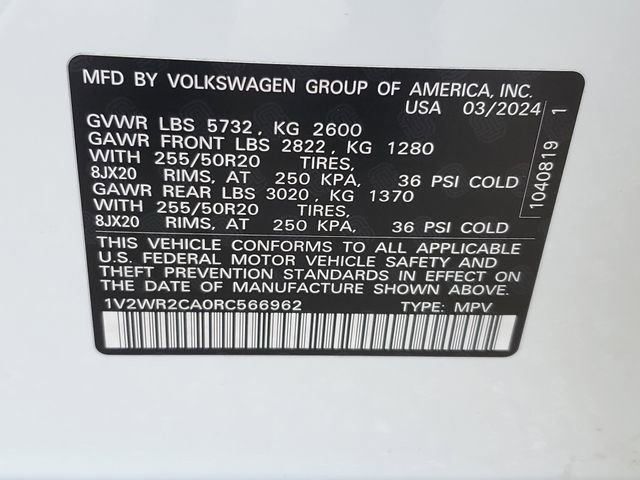 MFD BY VOLKSWAGEN GROUP OF AMERICA, INC.
USA 03/2024
GVWR LBS 5732, KG 2600
GAWR FRONT LBS 2822, KG 1280
WITH 255/50R20 TIRES,
8JX20 RIMS, AT 250 KPA, 36 PSI COLD
GAWR REAR LBS 3020, KG 1370
WITH 255/50R20 TIRES,
8JX20 RIMS, AT 250 KPA, 36 PSI COLD
THIS VEHICLE CONFORMS TO ALL APPLICABLE
U.S. FEDERAL MOTOR VEHICLE SAFETY AND
THEFT PREVENTION STANDARDS IN EFFECT ON
THE DATE OF MANUFACTURE SHOWN ABOVE.
1V2WR2CA0RC566962 TYPE: MPV
1040819 1